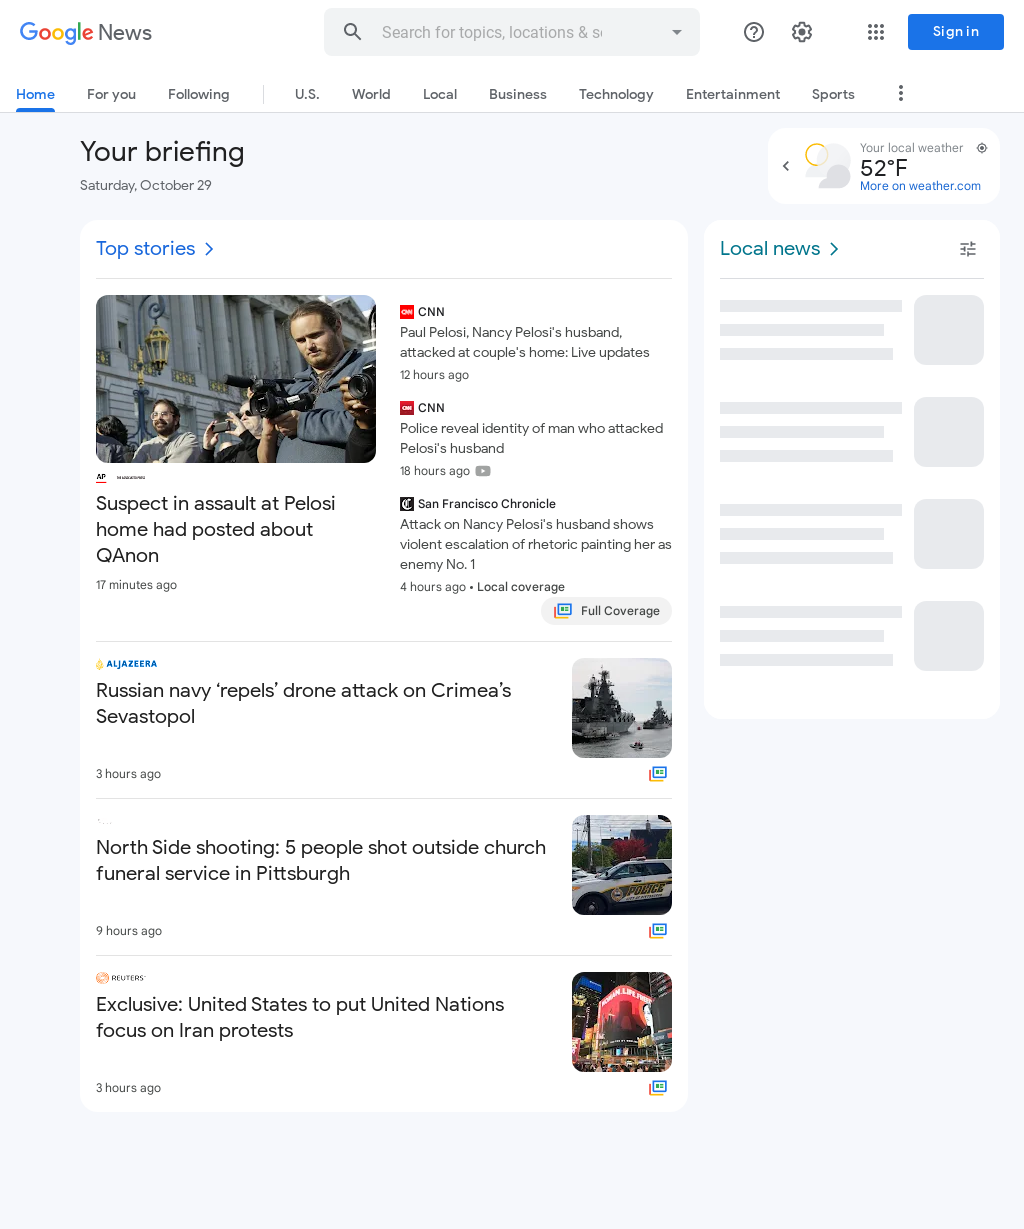 Google News
Search for topics, locations & so
Sign in
Home
For you
Following
U.S.
World
Local
Business
Technology
Entertainment
Sports
Your briefing
Saturday, October 29
Your local weather
52°F
More on weather.com
Top stories
AP
Suspect in assault at Pelosi
home had posted about
QAnon
17 minutes ago
CNN
CNN
Paul Pelosi, Nancy Pelosi's husband,
attacked at couple's home: Live updates
12 hours ago
CNN
CNN
Police reveal identity of man who attacked
Pelosi's husband
18 hours ago
San Francisco Chronicle
Attack on Nancy Pelosi's husband shows
violent escalation of rhetoric painting her as
enemy No. 1
4 hours ago • Local coverage
Full Coverage
ALJAZEERA
Russian navy ‘repels’ drone attack on Crimea’s
Sevastopol
3 hours ago
North Side shooting: 5 people shot outside church
funeral service in Pittsburgh
POLICE
9 hours ago
REUTERS
Exclusive: United States to put United Nations
focus on Iran protests
3 hours ago
Local news